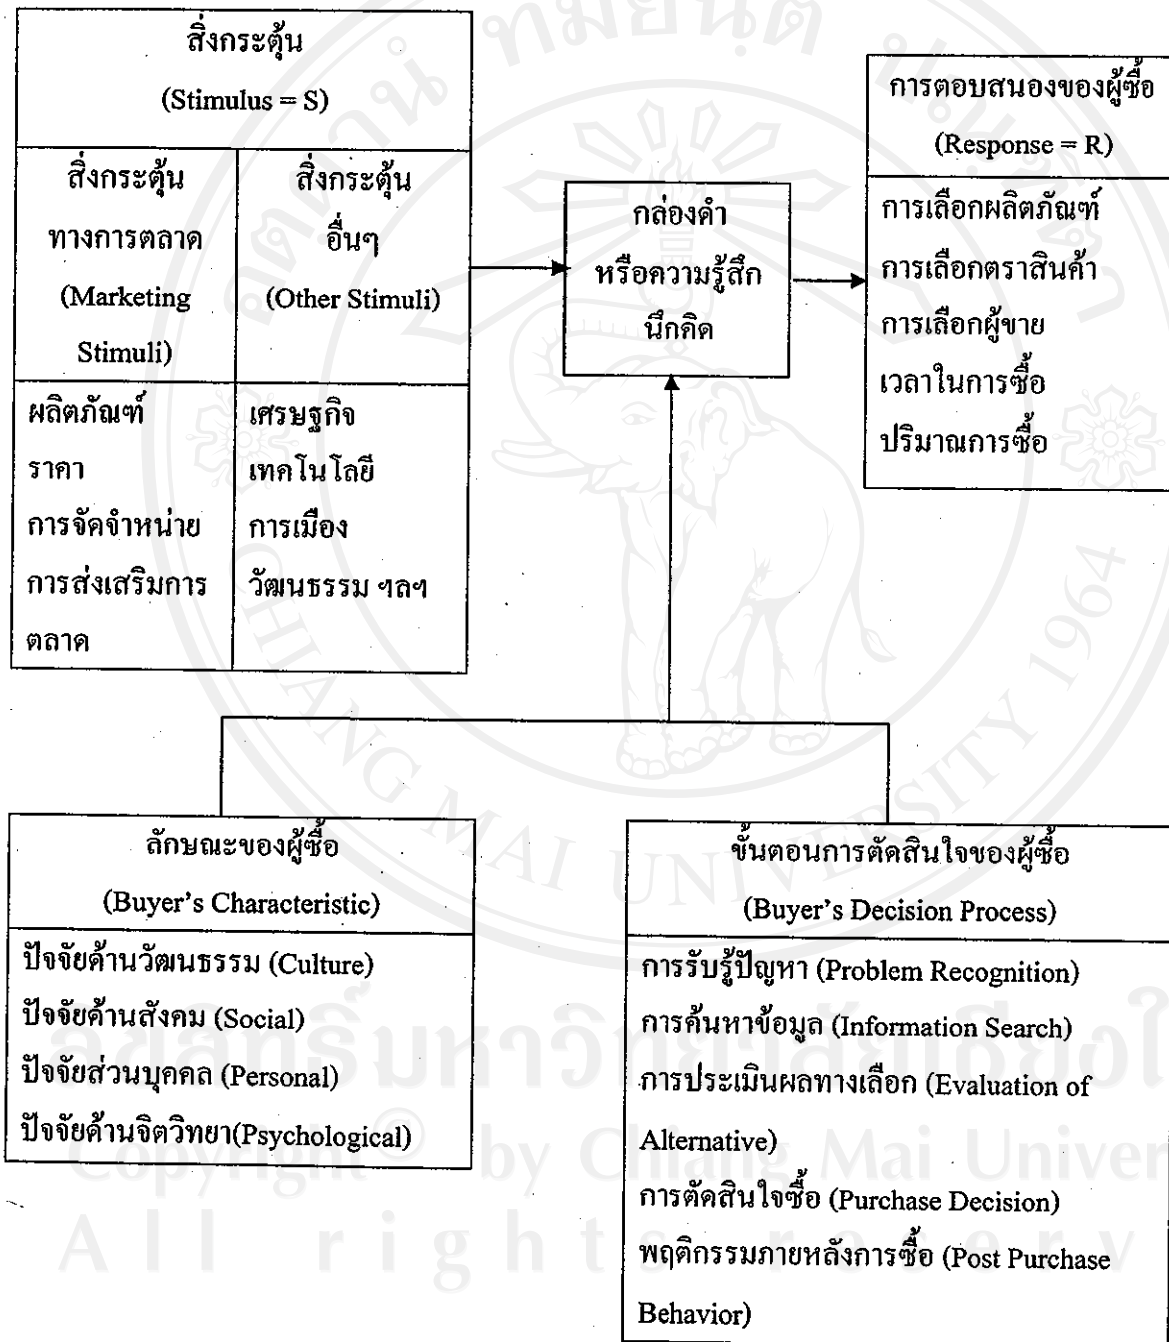 สิ่งกระตุ้น
(Stimulus = S)
สิ่งกระตุ้น
ทางการตลาด
(Marketing
Stimuli)
สิ่งกระตุ้น
อื่นๆ
(Other Stimuli)
ผลิตภัณฑ์
ราคา
การจัดจำหน่าย
การส่งเสริมการ
ตลาด
เศรษฐกิจ
เทคโนโลยี
การเมือง
วัฒนธรรม ฯลฯ
กล่องดำ
หรือความรู้สึก
นึกคิด
การตอบสนองของผู้ซื้อ
(Response = R)
การเลือกผลิตภัณฑ์
การเลือกตราสินค้า
การเลือกผู้ขาย
เวลาในการซื้อ
ปริมาณการซื้อ
ลักษณะของผู้ซื้อ
(Buyer's Characteristic)
ปัจจัยด้านวัฒนธรรม (Culture)
ปัจจัยด้านสังคม (Social)
ปัจจัยส่วนบุคคล (Personal)
ปัจจัยด้านจิตวิทยา(Psychological)
ขั้นตอนการตัดสินใจของผู้ซื้อ
(Buyer's Decision Process)
การรับรู้ปัญหา (Problem Recognition)
การค้นหาข้อมูล (Information Search)
การประเมินผลทางเลือก (Evaluation of
Alternative)
การตัดสินใจซื้อ (Purchase Decision)
พฤติกรรมภายหลังการซื้อ (Post Purchase
Behavior)
CHIANG MAI UNIVERSITY 1964
Copyright © by Chiang Mai Univer
All rights reserv